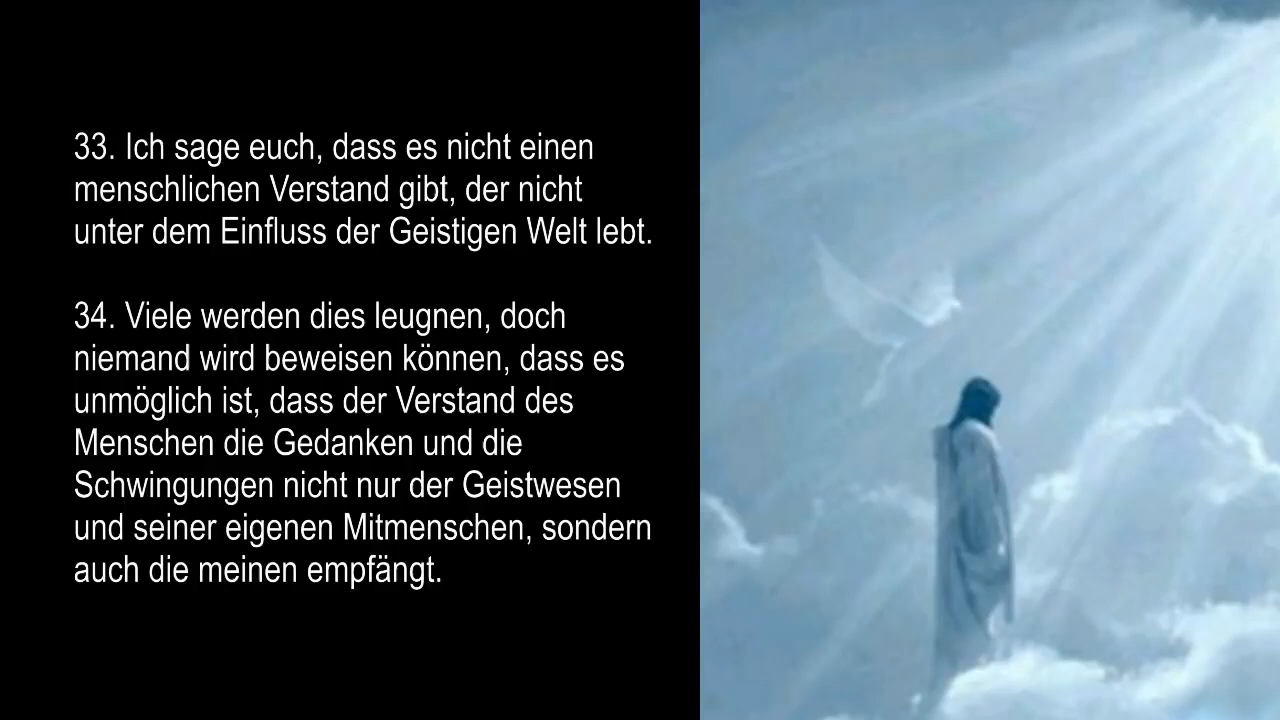 33. Ich sage euch, dass es nicht einen
menschlichen Verstand gibt, der nicht
unter dem Einfluss der Geistigen Welt lebt.
34. Viele werden dies leugnen, doch
niemand wird beweisen können, dass es
unmöglich ist, dass der Verstand des
Menschen die Gedanken und die
Schwingungen nicht nur der Geistwesen
und seiner eigenen Mitmenschen, sondern
auch die meinen empfängt.